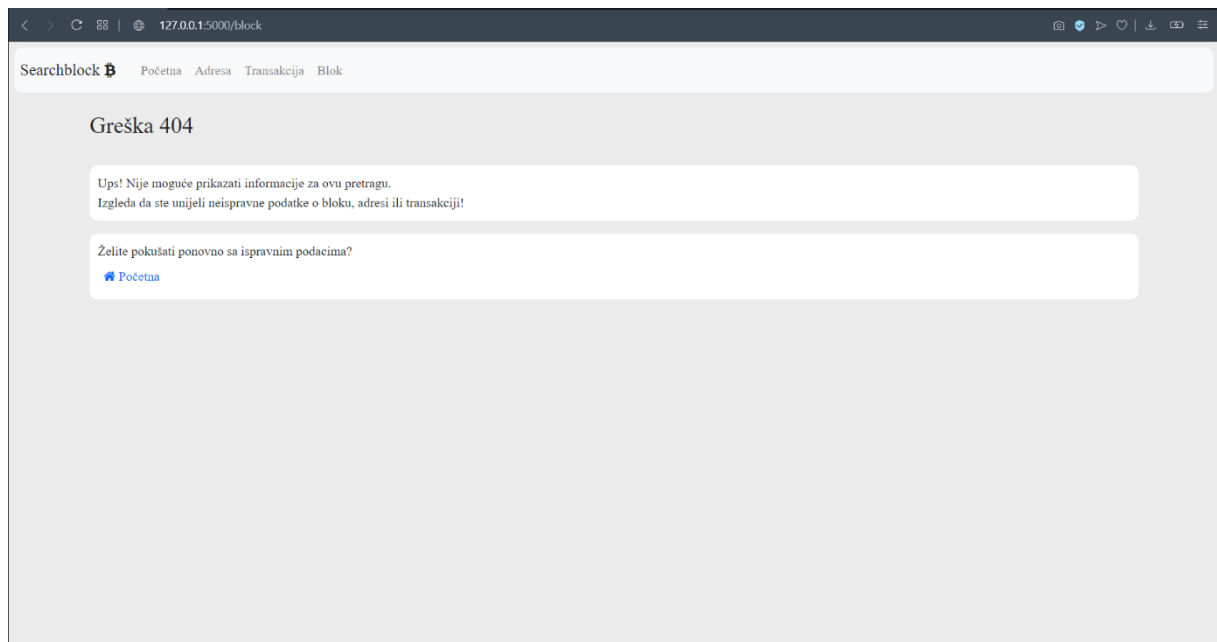 127.0.0.1:5000/block
Searchblock
Početna Adresa Transakcija Blok
Greška 404
Ups! Nije moguće prikazati informacije za ovu pretragu.
Izgleda da ste unijeli neispravne podatke o bloku, adresi ili transakciji!
Želite pokušati ponovno sa ispravnim podacima?
Početna